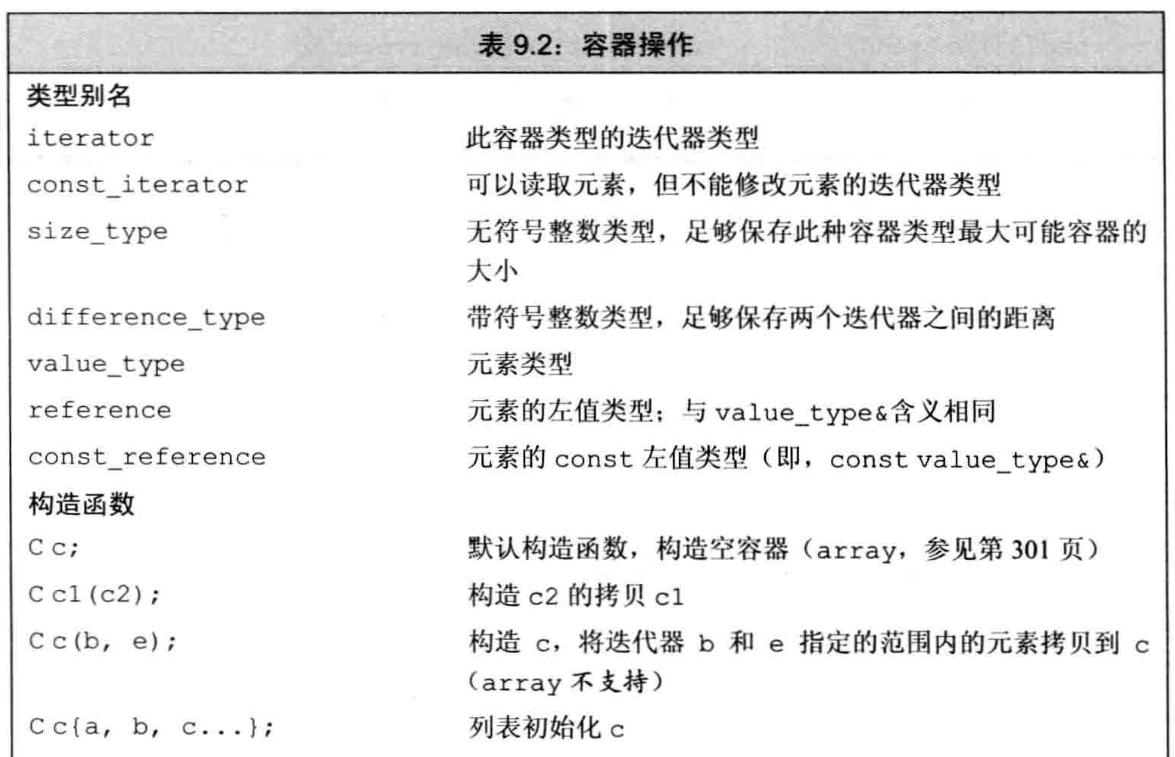 表 9.2：容器操作
类型别名
iterator 此容器类型的迭代器类型
const_iterator 可以读取元素，但不能修改元素的迭代器类型
size_type 无符号整数类型，足够保存此种容器类型最大可能容器的
大小
difference_type 带符号整数类型，足够保存两个迭代器之间的距离
value_type 元素类型
reference 元素的左值类型；与 value_type&含义相同
const_reference 元素的 const 左值类型（即，const value_type&）
构造函数
C c; 默认构造函数，构造空容器（array，参见第 301 页）
C c1(c2); 构造 c2 的拷贝 c1
C c(b, e); 构造 c，将迭代器 b 和 e 指定的范围内的元素拷贝到 c
（array 不支持）
C c{a, b, c...}; 列表初始化 c